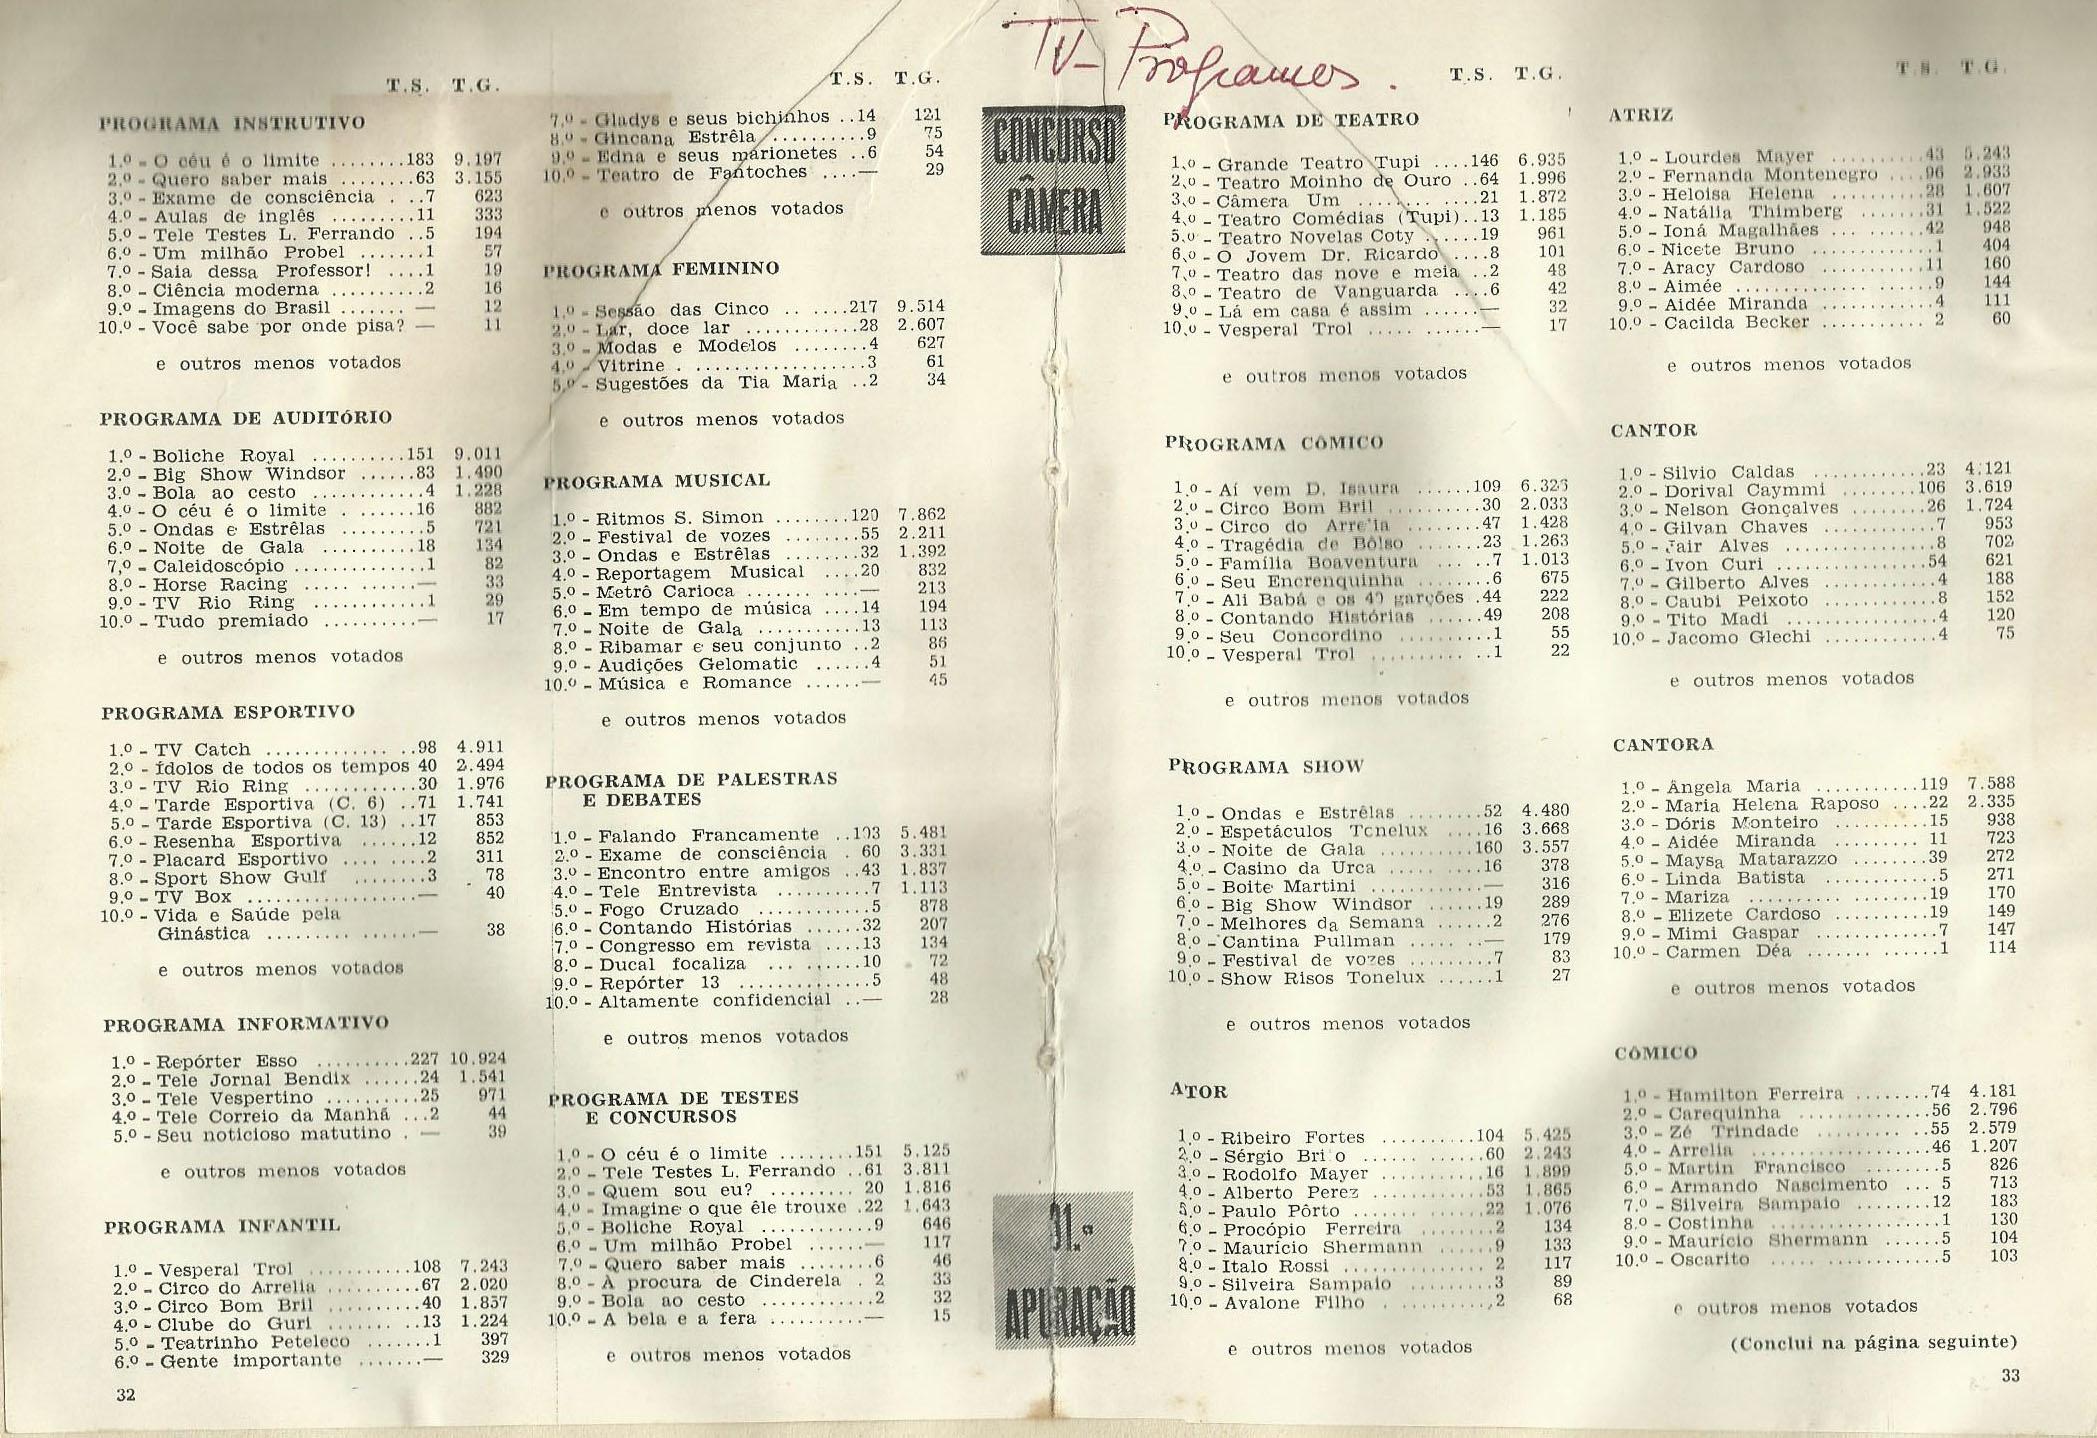 TV- Programas.
T.S. T.G.
PROGRAMA INSTRUTIVO
1.º - O céu é o limite ........183 9.197
2.º - Quero saber mais ........63 3.155
3.º - Exame de consciência . ..7 623
4.º - Aulas de inglês .........11 333
5.º - Tele Testes L. Ferrando ..5 194
6.º - Um milhão Probel ........1 57
7.º - Saia dessa Professor! ....1 19
8.º - Ciência moderna ..........2 16
9.º - Imagens do Brasil ....... — 12
10.º - Você sabe por onde pisa? — 11
e outros menos votados
PROGRAMA DE AUDITÓRIO
1.º - Boliche Royal ..........151 9.011
2.º - Big Show Windsor ......83 1.490
3.º - Bola ao cesto ............4 1.228
4.º - O céu é o limite . ......16 882
5.º - Ondas e Estrêlas .........5 721
6.º - Noite de Gala ..........18 134
7.º - Caleidoscópio ............1 82
8.º - Horse Racing ..... ......— 33
9.º - TV Rio Ring ............1 29
10.º - Tudo premiado ..........— 17
e outros menos votados
PROGRAMA ESPORTIVO
1.º - TV Catch ............. ..98 4.911
2.º - Ídolos de todos os tempos 40 2.494
3.º - TV Rio Ring ............30 1.976
4.º - Tarde Esportiva (C. 6) ..71 1.741
5.º - Tarde Esportiva (C. 13) ..17 853
6.º - Resenha Esportiva ......12 852
7.º - Placard Esportivo .... ....2 311
8.º - Sport Show Gulf ........3 78
9.º - TV Box ..................— 40
10.º - Vida e Saúde pela
Ginástica ......... ......— 38
e outros menos votados
PROGRAMA INFORMATIVO
1.º - Repórter Esso ..........227 10.924
2.º - Tele Jornal Bendix ......24 1.541
3.º - Tele Vespertino ..........25 971
4.º - Tele Correio da Manhã ...2 44
5.º - Seu noticioso matutino . — 39
e outros menos votados
PROGRAMA INFANTIL
1.º - Vesperal Trol ...........108 7.243
2.º - Circo do Arrelia ........67 2.020
3.º - Circo Bom Bril ..........40 1.857
4.º - Clube do Guri ..... ......13 1.224
5.º - Teatrinho Peteleco ........1 397
6.º - Gente importante .......— 329
32
T.S. T.G.
7.º - Gladys e seus bichinhos ..14 121
8.º - Gincana Estrêla ..........9 75
9.º - Edna e seus marionetes ..6 54
10.º - Teatro de Fantoches ....— 29
e outros menos votados
PROGRAMA FEMININO
1.º - Sessão das Cinco .. ....217 9.514
2.º - Lar, doce lar ...........28 2.607
3.º - Modas e Modelos ........4 627
4.º - Vitrine . .................3 61
5.º - Sugestões da Tia Maria ..2 34
e outros menos votados
PROGRAMA MUSICAL
1.º - Ritmos S. Simon ........120 7.862
2.º - Festival de vozes ......55 2.211
3.º - Ondas e Estrêlas ........32 1.392
4.º - Reportagem Musical ....20 832
5.º - Metrô Carioca ...........— 213
6.º - Em tempo de música ....14 194
7.º - Noite de Gala ...........13 113
8.º - Ribamar e seu conjunto ..2 86
9.º - Audições Gelomatic ......4 51
10.º - Música e Romance ......— 45
e outros menos votados
PROGRAMA DE PALESTRAS
E DEBATES
1.º - Falando Francamente ..103 5.481
2.º - Exame de consciência . 60 3.331
3.º - Encontro entre amigos ..43 1.837
4.º - Tele Entrevista ..........7 1.113
5.º - Fogo Cruzado ............5 878
6.º - Contando Histórias ......32 207
7.º - Congresso em revista ....13 134
8.º - Ducal focaliza ... ......10 72
9.º - Repórter 13 ..............5 48
10.º - Altamente confidencial ..— 28
e outros menos votados
PROGRAMA DE TESTES
E CONCURSOS
1.º - O céu é o limite ........151 5.125
2.º - Tele Testes L. Ferrando ..61 3.811
3.º - Quem sou eu? ......... 20 1.816
4.º - Imagine o que êle trouxe .22 1.643
5.º - Boliche Royal ............9 646
6.º - Um milhão Probel ......— 117
7.º - Quero saber mais .......6 46
8.º - A procura de Cinderela . 2 33
9.º - Bola ao cesto ............2 32
10.º - A bela e a fera ..........— 15
e outros menos votados
CONCURSO
CÂMERA
31.ª
APURAÇÃO
T.S. T.G.
PROGRAMA DE TEATRO
1.º - Grande Teatro Tupi ....146 6.935
2.º - Teatro Moinho de Ouro ..64 1.996
3.º - Câmera Um ..............21 1.872
4.º - Teatro Comédias (Tupi)..13 1.185
5.º - Teatro Novelas Coty ......19 961
6.º - O Jovem Dr. Ricardo ....8 101
7.º - Teatro das nove e meia ..2 43
8.º - Teatro de Vanguarda ....6 42
9.º - Lá em casa é assim ......— 32
10.º - Vesperal Trol ..... ......— 17
e outros menos votados
PROGRAMA CÔMICO
1.º - Aí vem D. Isaura ......109 6.323
2.º - Circo Bom Bril ..........30 2.033
3.º - Circo do Arrelia ........47 1.428
4.º - Tragédia de Bôlso ......23 1.263
5.º - Família Boaventura .. ..7 1.013
6.º - Seu Encrenquinha ........6 675
7.º - Ali Babá e os 40 garções .44 222
8.º - Contando Histórias ......49 208
9.º - Seu Concordino ..........1 55
10.º - Vesperal Trol .......... ..1 22
e outros menos votados
PROGRAMA SHOW
1.º - Ondas e Estrêlas ........52 4.480
2.º - Espetáculos Tonelux ....16 3.668
3.º - Noite de Gala ..........160 3.557
4.º - Casino da Urca ........16 378
5.º - Boite Martini ............— 316
6.º - Big Show Windsor ......19 289
7.º - Melhores da Semana ......2 276
8.º - Cantina Pullman ..... ..— 179
9.º - Festival de vozes ........7 83
10.º - Show Risos Tonelux ......1 27
e outros menos votados
ATOR
1.º - Ribeiro Fortes ..........104 5.425
2.º - Sérgio Brito ..... ......60 2.243
3.º - Rodolfo Mayer ..........16 1.899
4.º - Alberto Perez ............53 1.865
5.º - Paulo Pôrto ..............22 1.076
6.º - Procópio Ferreira ........2 134
7.º - Maurício Shermann ......9 133
8.º - Italo Rossi .............. 2 117
9.º - Silveira Sampaio ........3 89
10.º - Avalone Filho . ..........2 68
e outros menos votados
T.S. T.G.
ATRIZ
1.º - Lourdes Mayer ..........43 5.243
2.º - Fernanda Montenegro ....96 2.933
3.º - Heloisa Helena ..........28 1.607
4.º - Natália Thimberg ........31 1.522
5.º - Ioná Magalhães ... ......42 948
6.º - Nicete Bruno ............1 404
7.º - Aracy Cardoso ...........11 160
8.º - Aimée ....................9 144
9.º - Aidée Miranda ............4 111
10.º - Cacilda Becker ........... 2 60
e outros menos votados
CANTOR
1.º - Silvio Caldas ............23 4.121
2.º - Dorival Caymmi ........106 3.619
3.º - Nelson Gonçalves ........26 1.724
4.º - Gilvan Chaves ............7 953
5.º - Jair Alves ................8 702
6.º - Ivon Curi ................54 621
7.º - Gilberto Alves ............4 188
8.º - Caubi Peixoto ............8 152
9.º - Tito Madi ................4 120
10.º - Jacomo Glechi ............4 75
e outros menos votados
CANTORA
1.º - Ângela Maria ...........119 7.588
2.º - Maria Helena Raposo ....22 2.335
3.º - Dóris Monteiro ..........15 938
4.º - Aidée Miranda ......... 11 723
5.º - Maysa Matarazzo ........39 272
6.º - Linda Batista ............5 271
7.º - Mariza ..................19 170
8.º - Elizete Cardoso ..........19 149
9.º - Mimi Gaspar ............7 147
10.º - Carmen Déa ....... ......1 114
e outros menos votados
CÔMICO
1.º - Hamilton Ferreira ........74 4.181
2.º - Carequinha ..............56 2.796
3.º - Zé Trindade ......... ..55 2.579
4.º - Arrelia ..................46 1.207
5.º - Martin Francisco ........5 826
6.º - Armando Nascimento ... 5 713
7.º - Silveira Sampaio ........12 183
8.º - Costinha ................1 130
9.º - Maurício Shermann ......5 104
10.º - Oscarito ..... ............5 103
e outros menos votados
(Conclui na página seguinte)
33